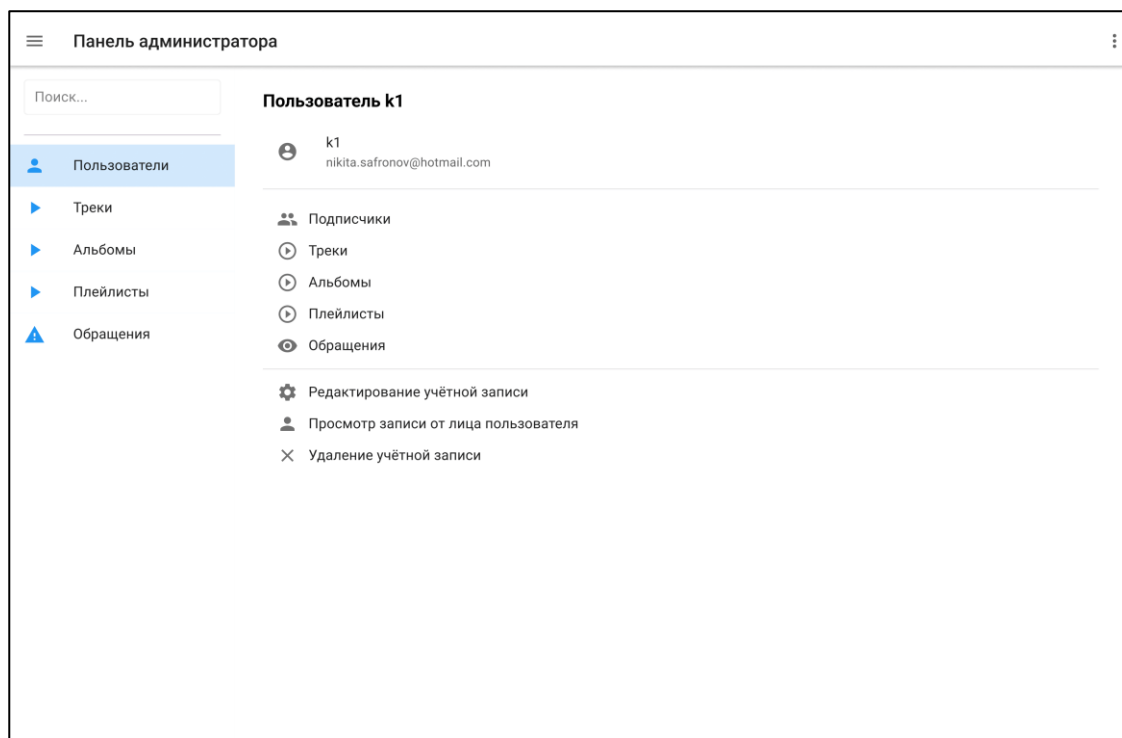 Панель администратора
Поиск...
Пользователи
Треки
Альбомы
Плейлисты
Обращения
Пользователь k1
k1
nikita.safronov@hotmail.com
Подписчики
Треки
Альбомы
Плейлисты
Обращения
Редактирование учётной записи
Просмотр записи от лица пользователя
Удаление учётной записи